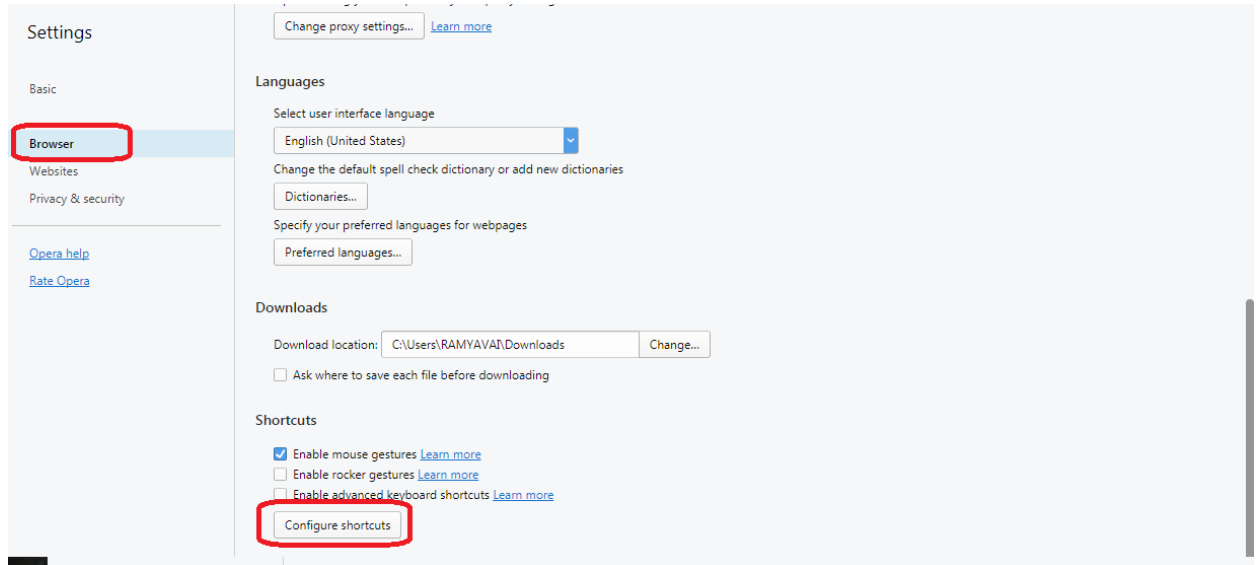 Settings
Basic
Browser
Websites
Privacy & security
Opera help
Rate Opera
Change proxy settings... Learn more
Languages
Select user interface language
English (United States)
Change the default spell check dictionary or add new dictionaries
Dictionaries...
Specify your preferred languages for webpages
Preferred languages...
Downloads
Download location: C:\Users\RAMYAVAI\Downloads Change...
Ask where to save each file before downloading
Shortcuts
Enable mouse gestures Learn more
Enable rocker gestures Learn more
Enable advanced keyboard shortcuts Learn more
Configure shortcuts